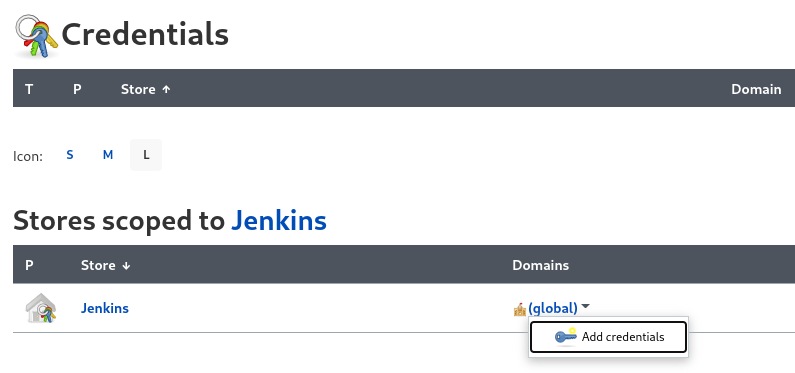 Credentials
T P Store ↑ Domain
Icon: S M L
Stores scoped to Jenkins
P Store ↓ Domains
Jenkins (global)
Add credentials